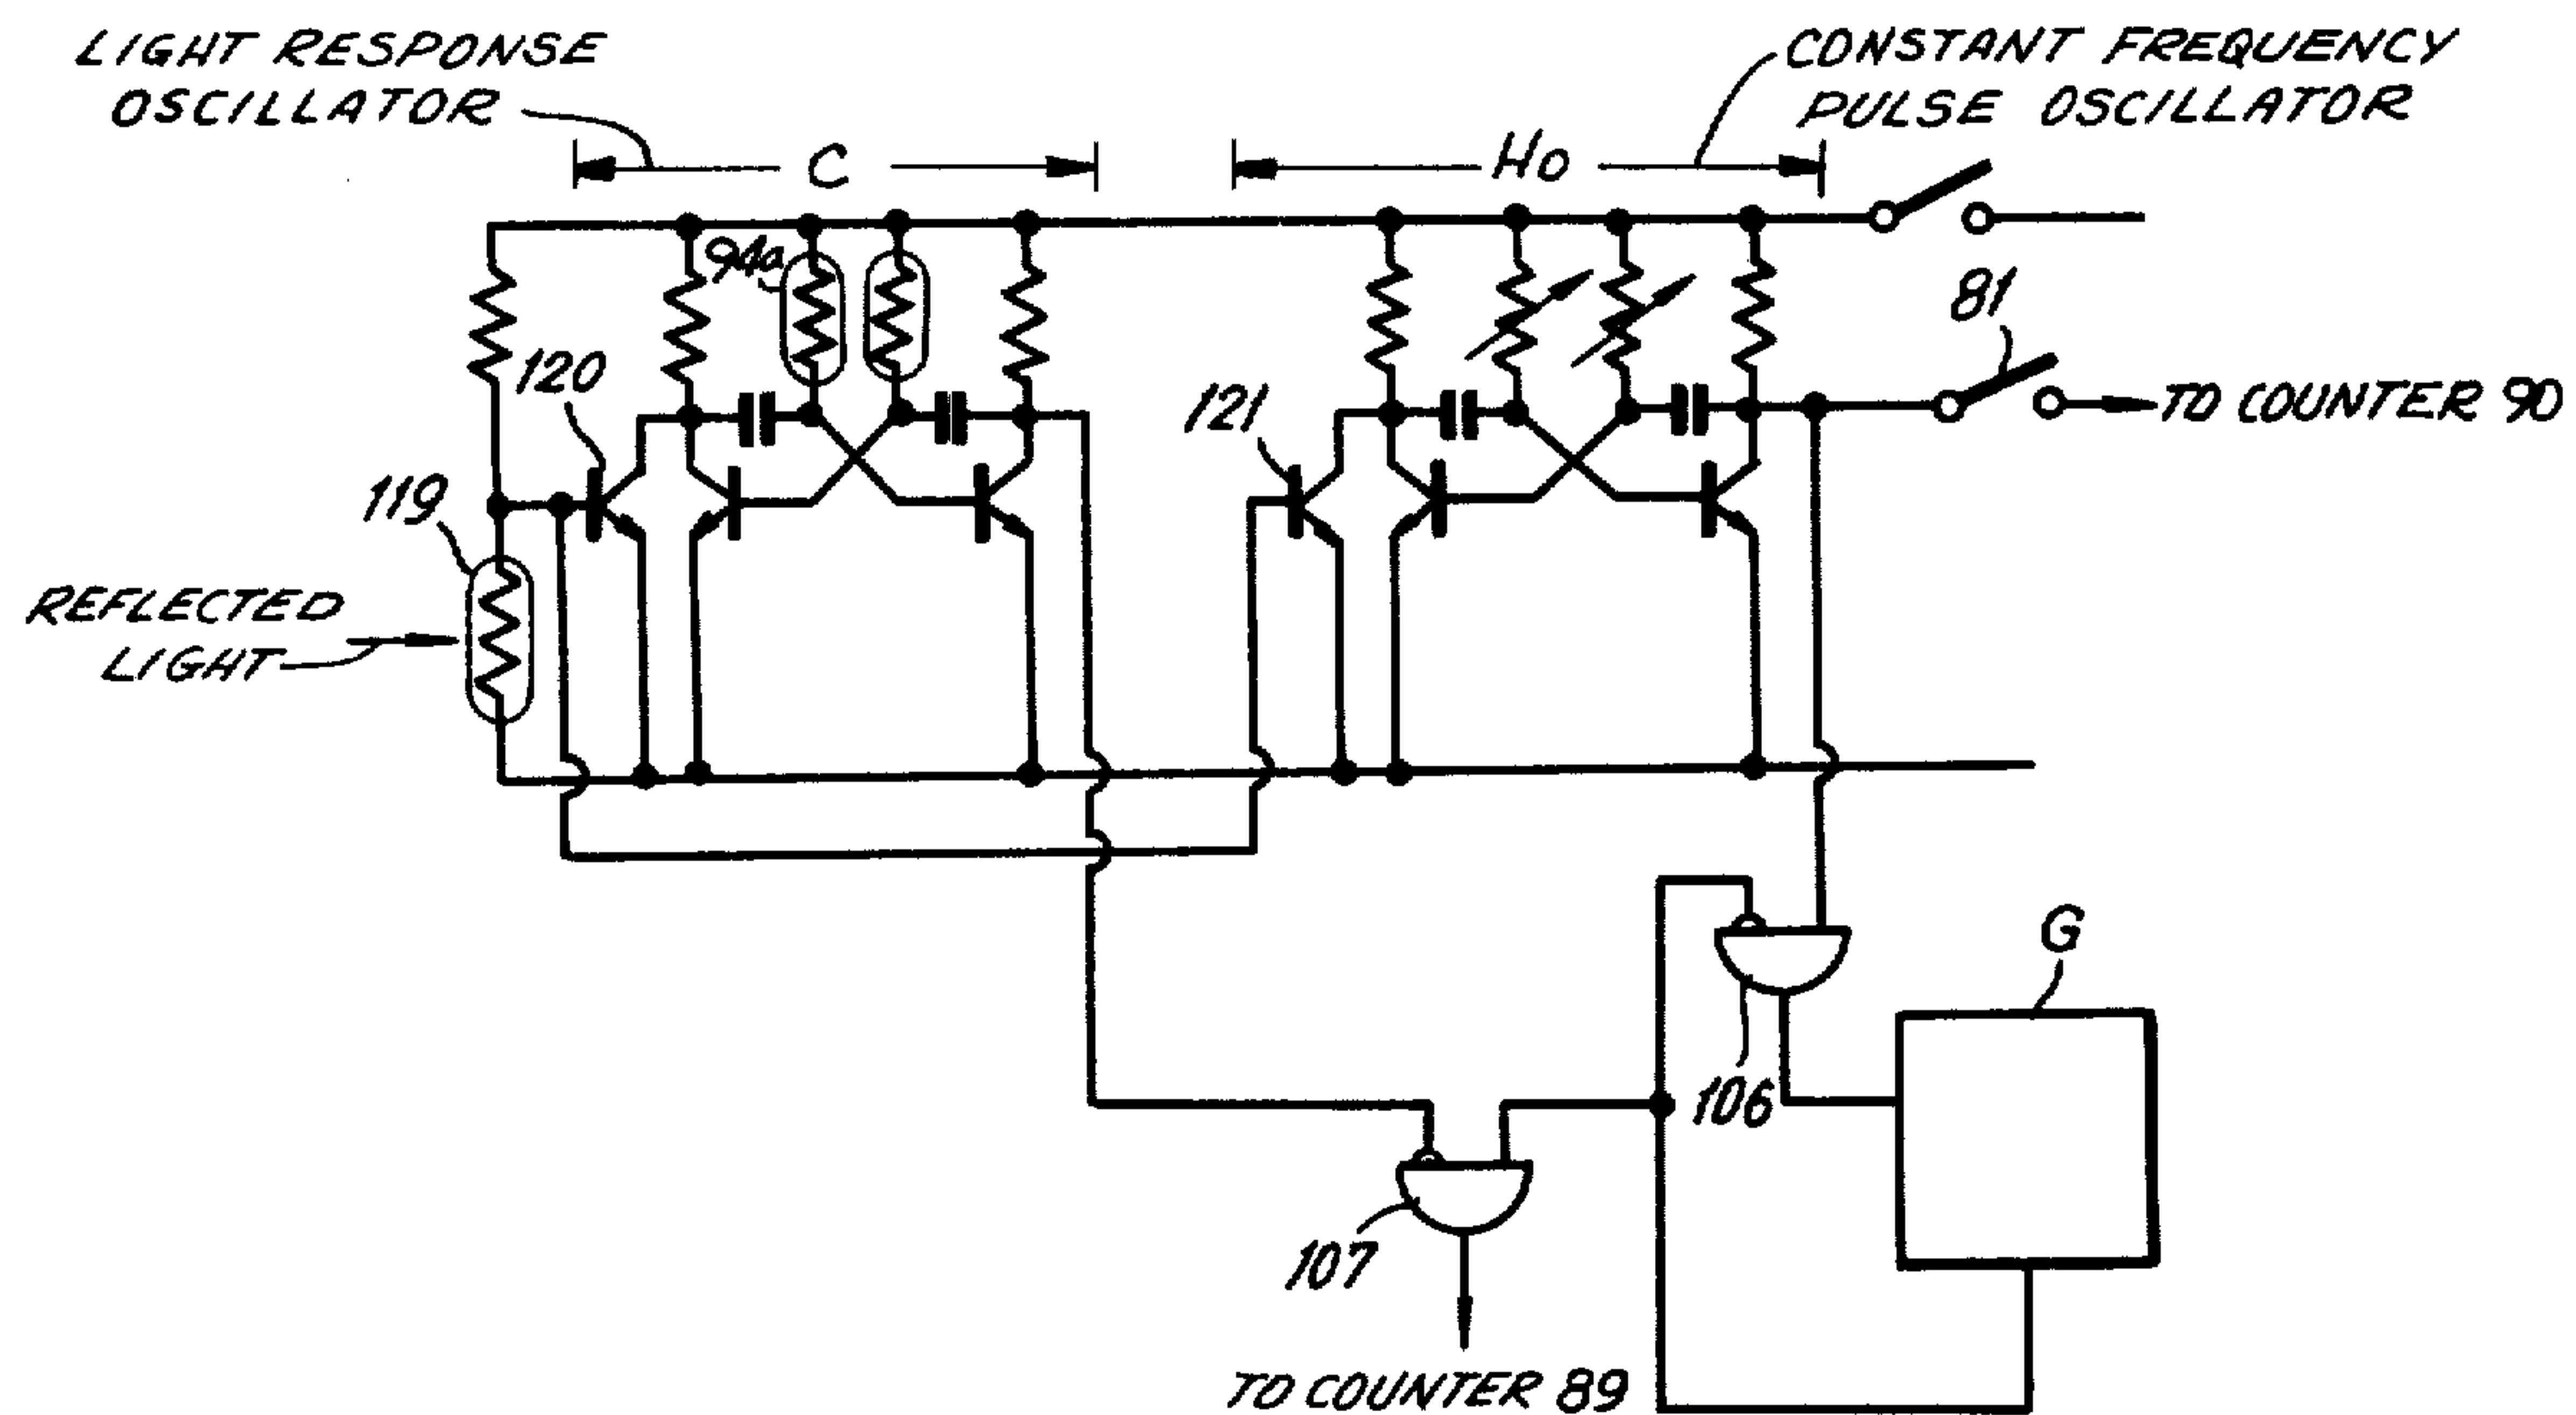 LIGHT RESPONSE
OSCILLATOR
CONSTANT FREQUENCY
PULSE OSCILLATOR
C
Ho
94a
81
120
121
TO COUNTER 90
119
REFLECTED
LIGHT
G
106
107
TO COUNTER 89